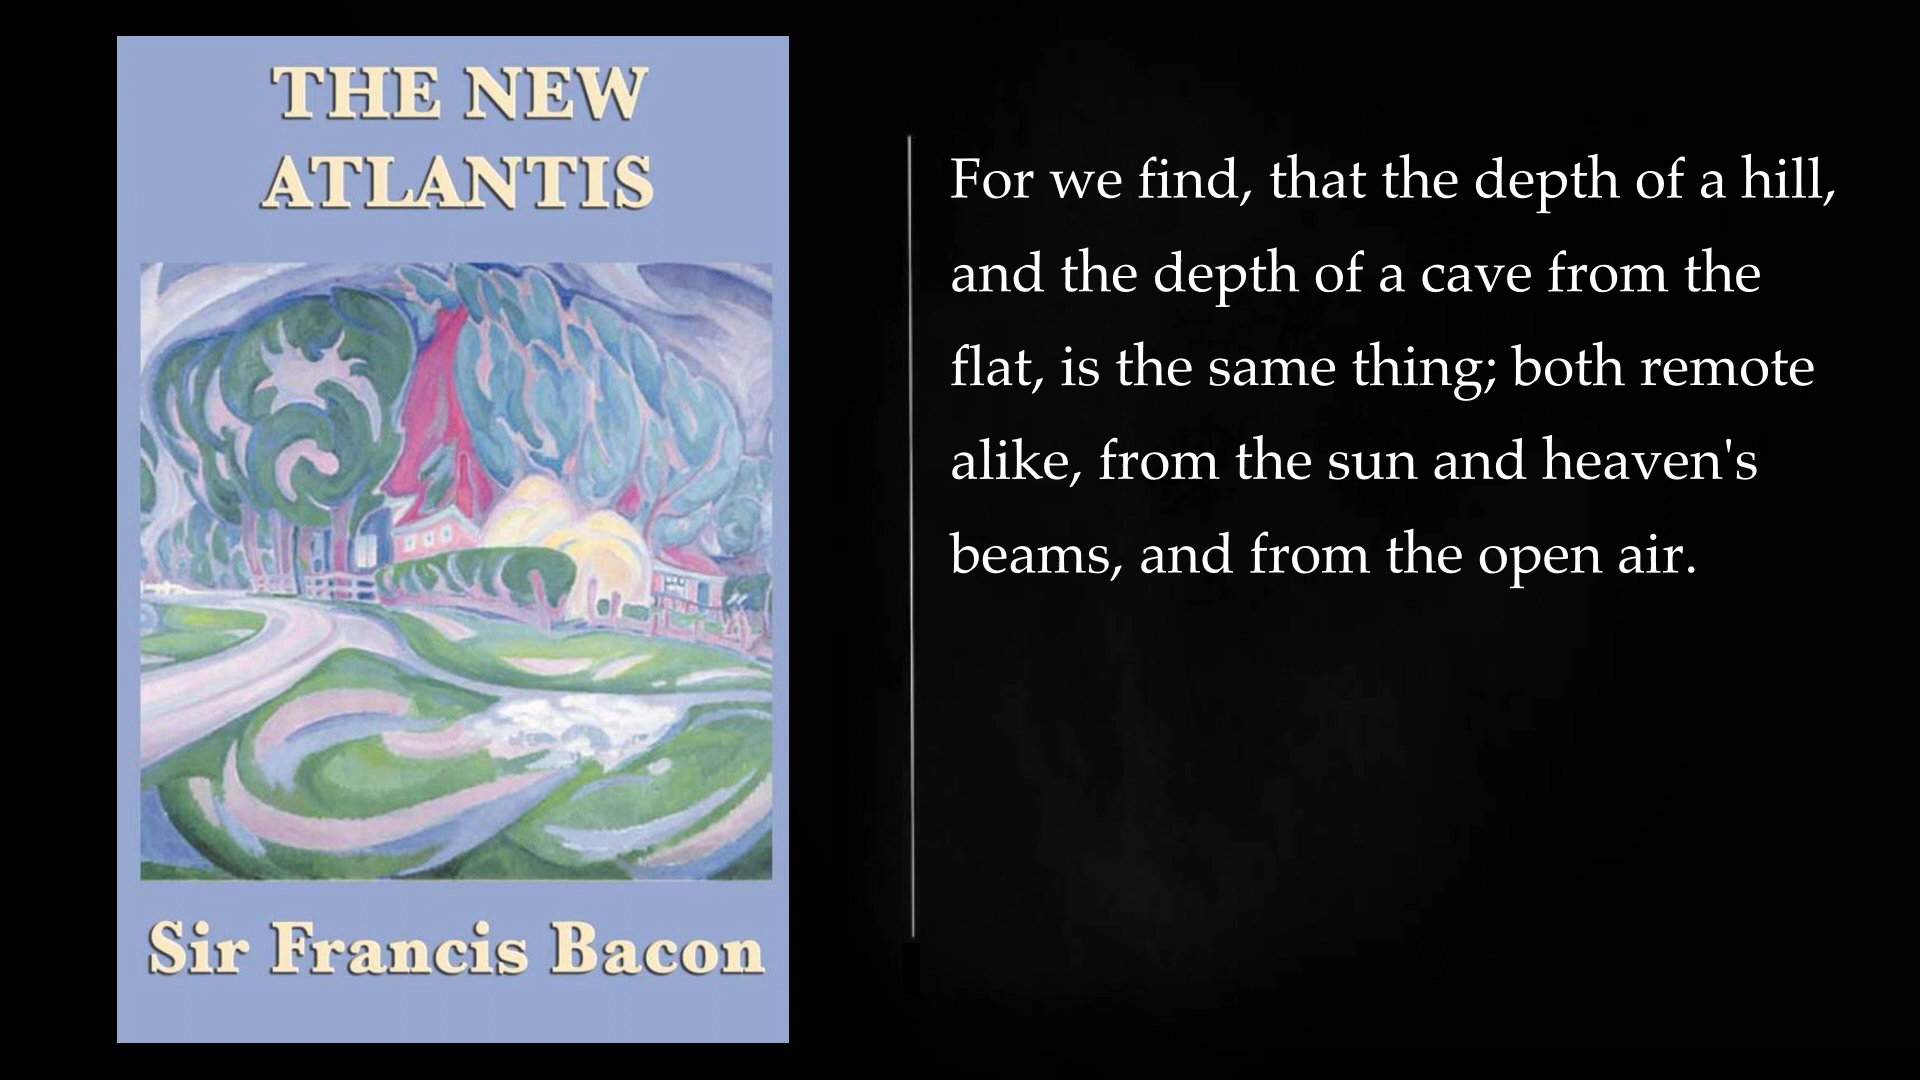 THE NEW
ATLANTIS
Sir Francis Bacon
For we find, that the depth of a hill,
and the depth of a cave from the
flat, is the same thing; both remote
alike, from the sun and heaven's
beams, and from the open air.